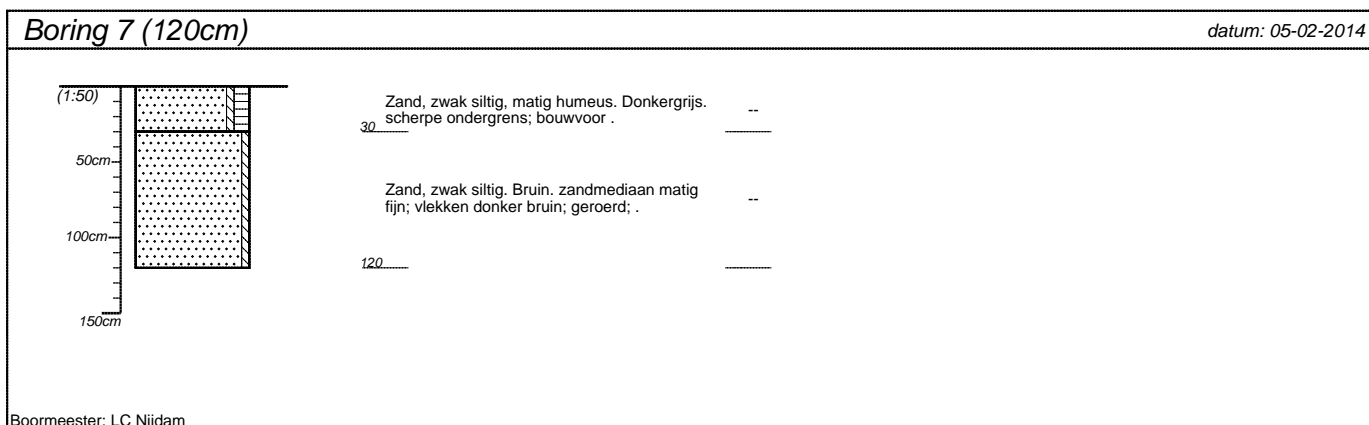 Boring 7 (120cm)
datum: 05-02-2014
(1:50)
Zand, zwak siltig, matig humeus. Donkergrijs.
scherpe ondergrens; bouwvoor .
--
30
50cm
Zand, zwak siltig. Bruin. zandmediaan matig
fijn; vlekken donker bruin; geroerd; .
--
100cm
120
150cm
Boormeester: LC Nijdam